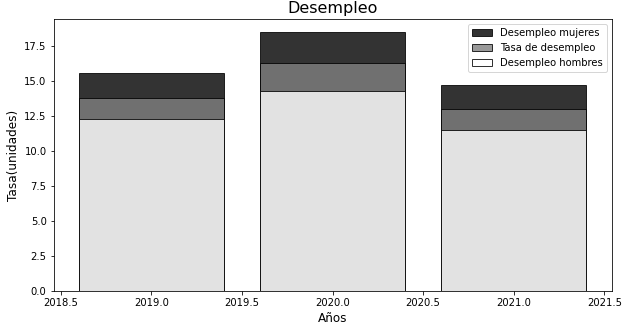 Desempleo
Desempleo mujeres
Tasa de desempleo
Desempleo hombres
Tasa(unidades)
17.5
15.0
12.5
10.0
7.5
5.0
2.5
0.0
2018.5 2019.0 2019.5 2020.0 2020.5 2021.0 2021.5
Años